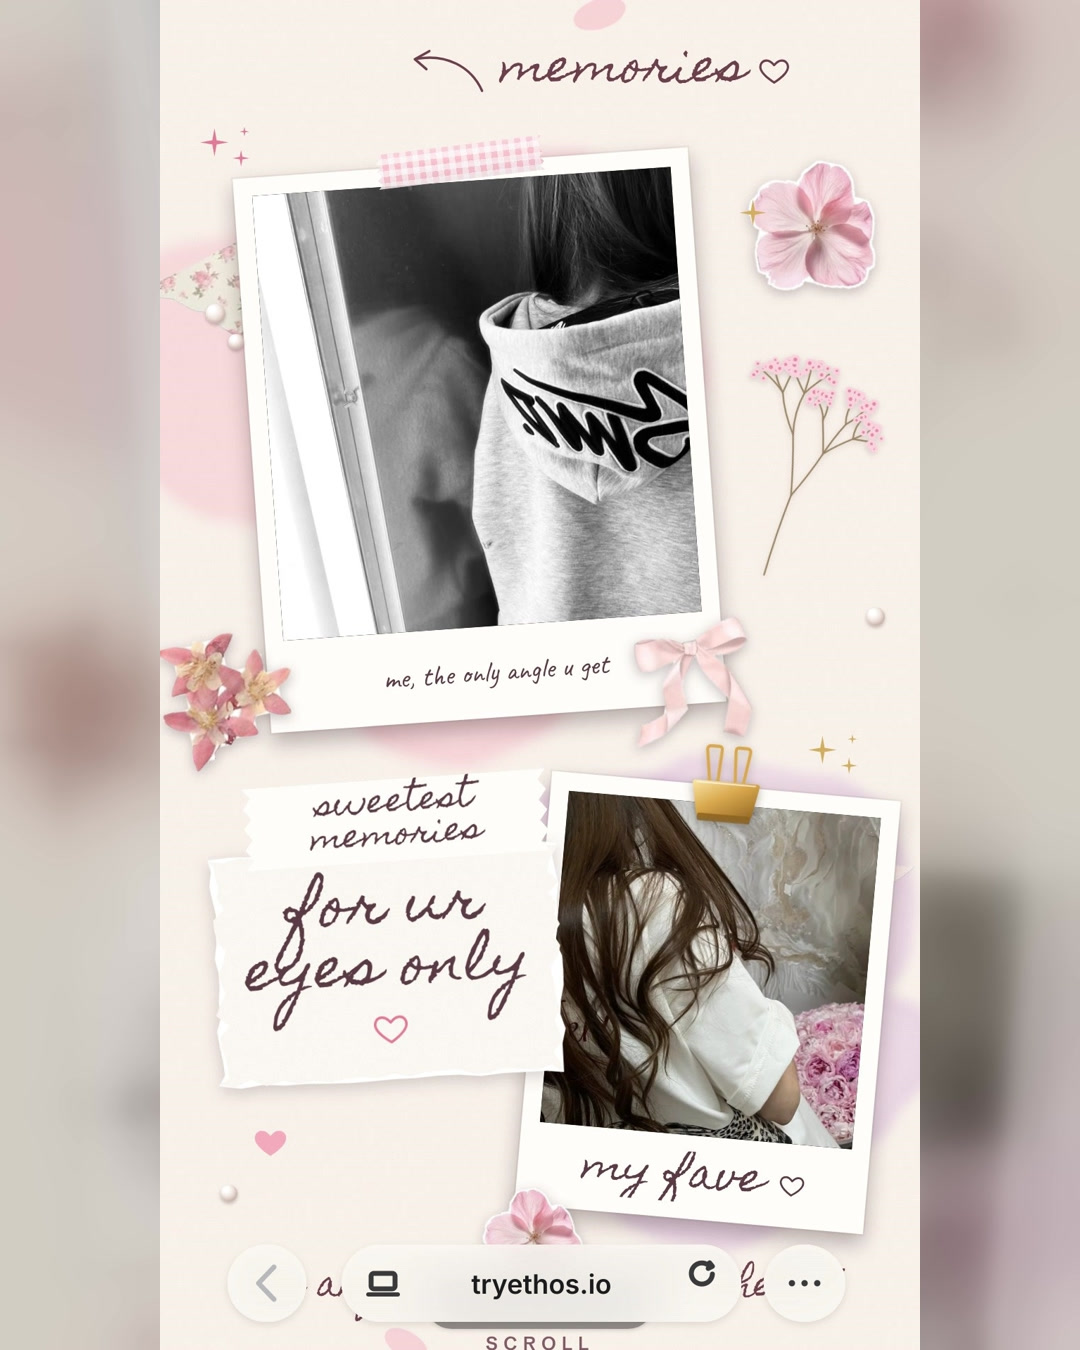 memories
me, the only angle u get
sweetest
memories
for ur
eyes only
my fave
tryethos.io
SCROLL